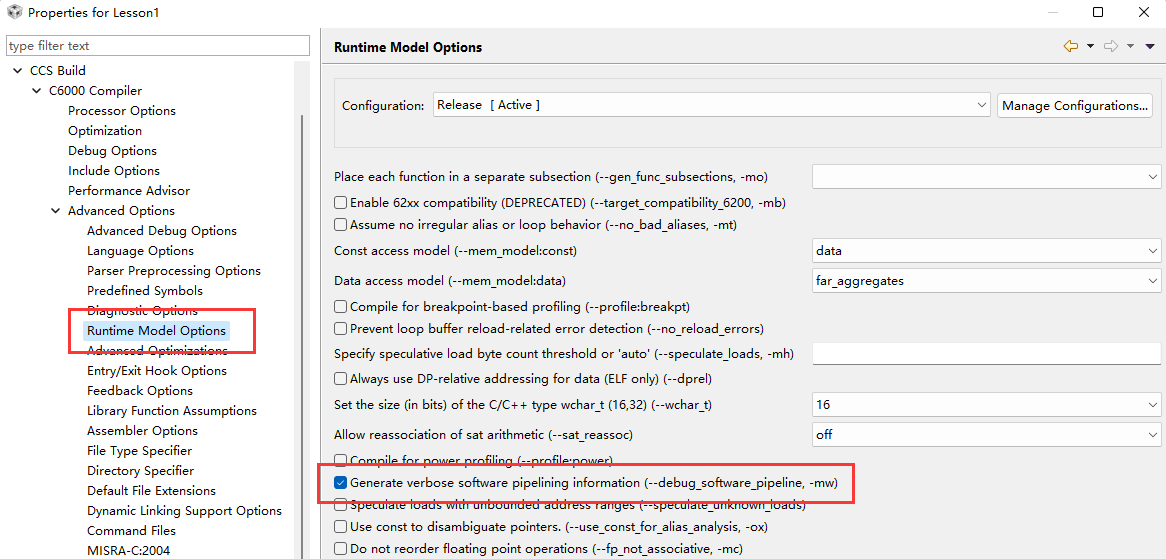 Properties for Lesson1
type filter text
CCS Build
C6000 Compiler
Processor Options
Optimization
Debug Options
Include Options
Performance Advisor
Advanced Options
Advanced Debug Options
Language Options
Parser Preprocessing Options
Predefined Symbols
Diagnostic Options
Runtime Model Options
Advanced Optimizations
Entry/Exit Hook Options
Feedback Options
Library Function Assumptions
Assembler Options
File Type Specifier
Directory Specifier
Default File Extensions
Dynamic Linking Support Options
Command Files
MISRA-C:2004
Runtime Model Options
Configuration: Release [ Active ] Manage Configurations...
Place each function in a separate subsection (--gen_func_subsections, -mo)
Enable 62xx compatibility (DEPRECATED) (--target_compatibility_6200, -mb)
Assume no irregular alias or loop behavior (--no_bad_aliases, -mt)
Const access model (--mem_model:const) data
Data access model (--mem_model:data) far_aggregates
Compile for breakpoint-based profiling (--profile:breakpt)
Prevent loop buffer reload-related error detection (--no_reload_errors)
Specify speculative load byte count threshold or 'auto' (--speculate_loads, -mh)
Always use DP-relative addressing for data (ELF only) (--dprel)
Set the size (in bits) of the C/C++ type wchar_t (16,32) (--wchar_t) 16
Allow reassociation of sat arithmetic (--sat_reassoc) off
Compile for power profiling (--profile:power)
Generate verbose software pipelining information (--debug_software_pipeline, -mw)
Speculate loads with unbounded address ranges (--speculate_unknown_loads)
Use const to disambiguate pointers. (--use_const_for_alias_analysis, -ox)
Do not reorder floating point operations (--fp_not_associative, -mc)